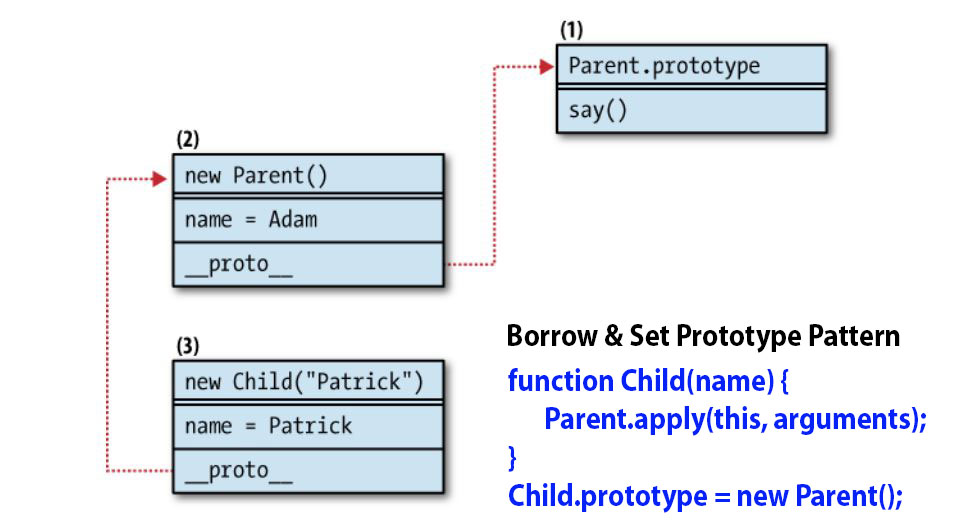 (1)
Parent.prototype
say()
(2)
new Parent()
name = Adam
__proto__
(3)
new Child("Patrick")
name = Patrick
__proto__
Borrow & Set Prototype Pattern
function Child(name) {
Parent.apply(this, arguments);
}
Child.prototype = new Parent();